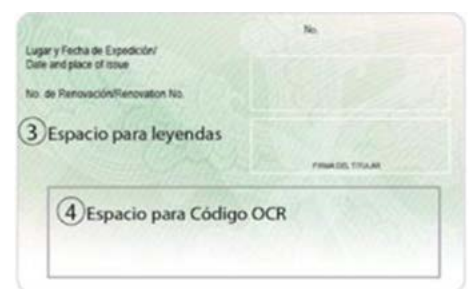 No.
Lugar y Fecha de Expedición/
Date and place of issue
No. de Renovación/Renovation No.
③ Espacio para leyendas
FIRMA DEL TITULAR
④ Espacio para Código OCR